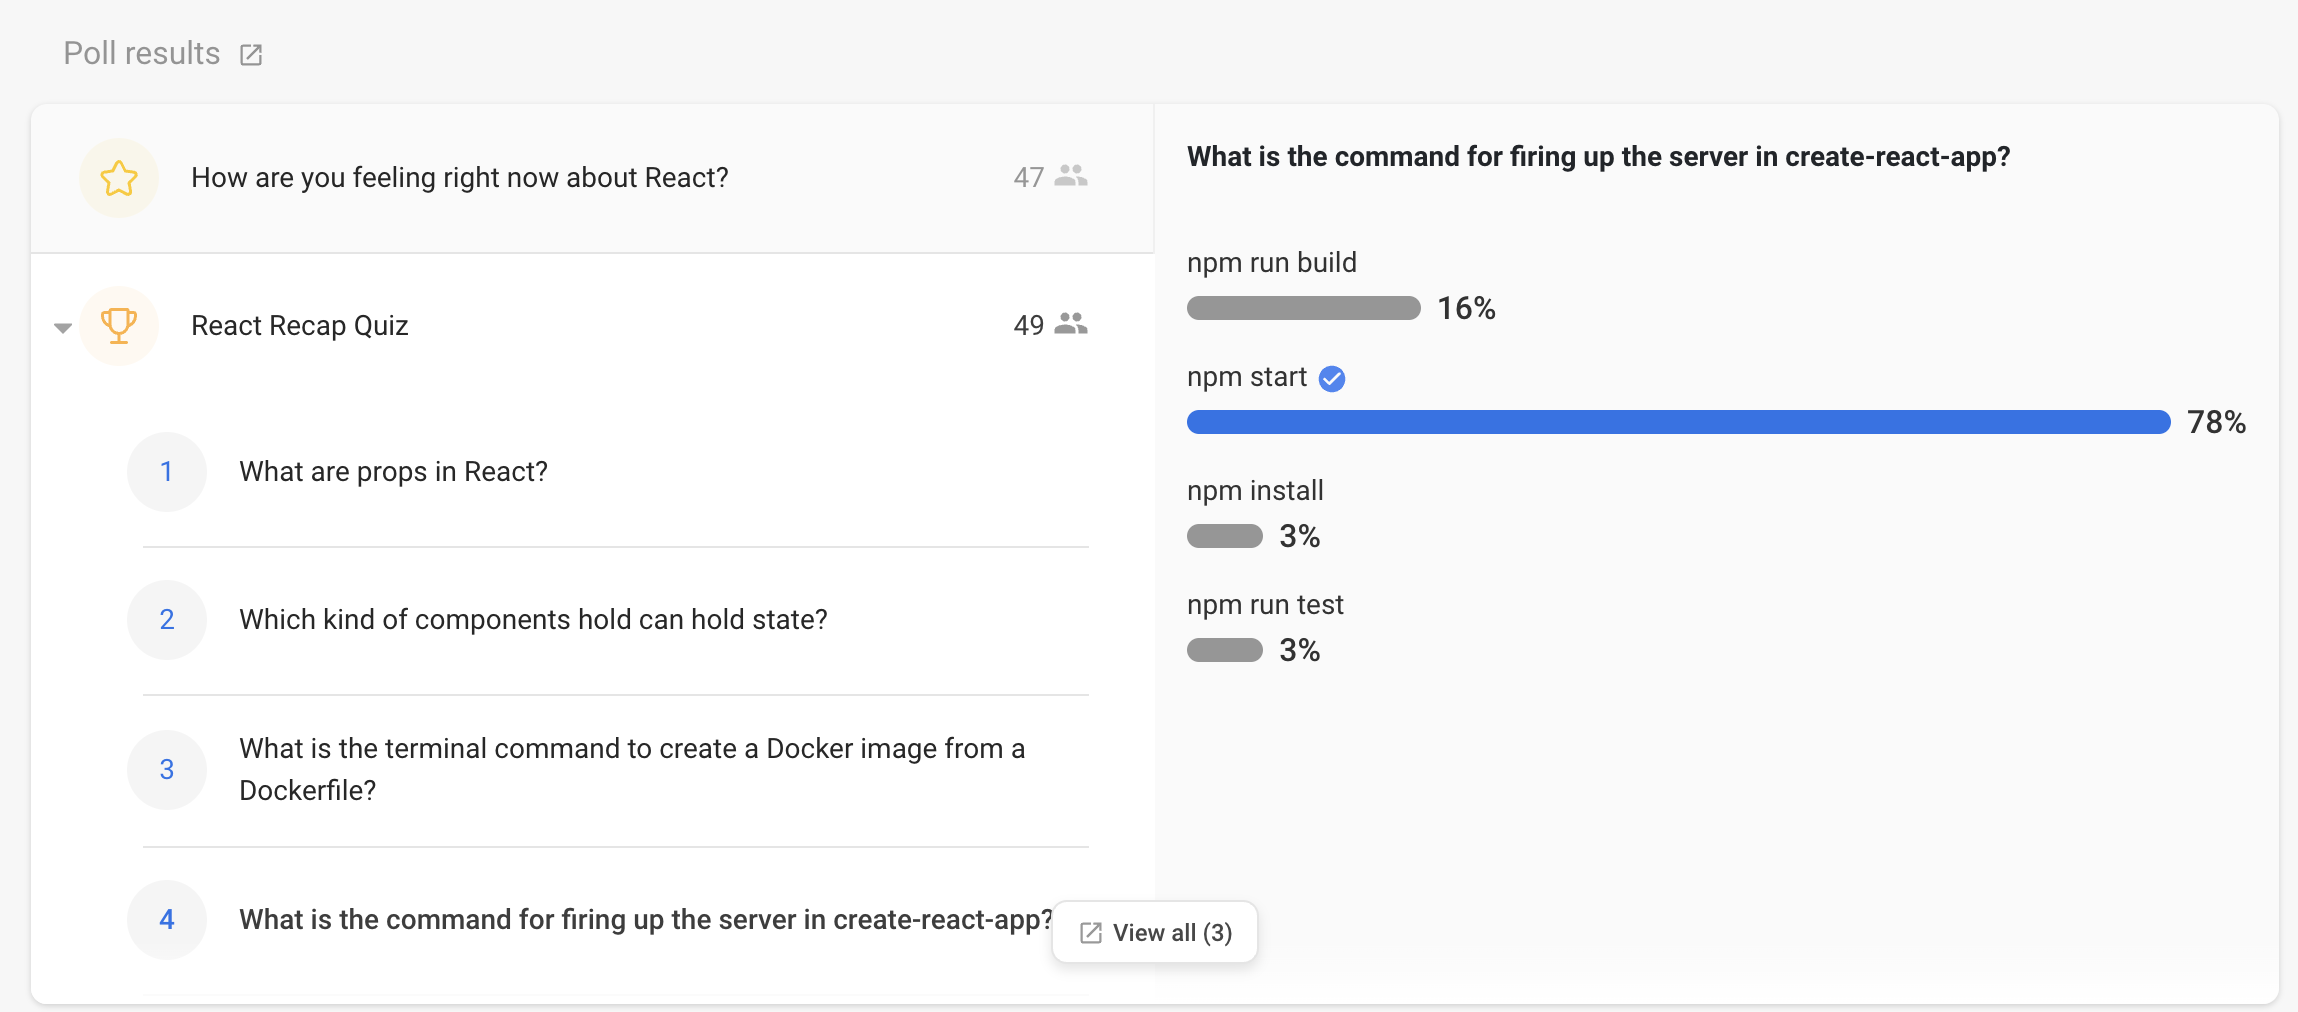 Poll results
How are you feeling right now about React?
47
React Recap Quiz
49
1
What are props in React?
2
Which kind of components hold can hold state?
3
What is the terminal command to create a Docker image from a
Dockerfile?
4
What is the command for firing up the server in create-react-app?
View all (3)
What is the command for firing up the server in create-react-app?
npm run build
16%
npm start
78%
npm install
3%
npm run test
3%